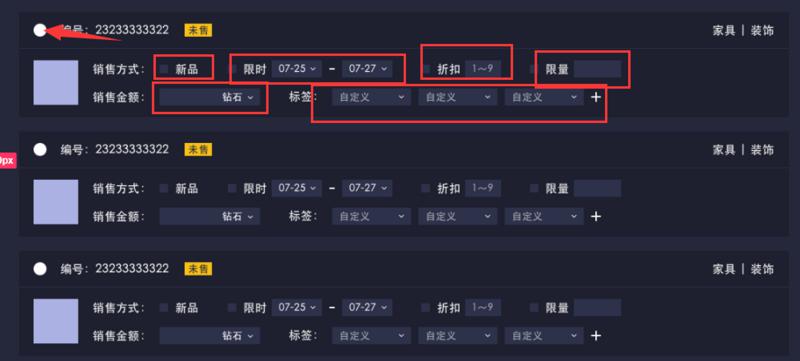 编号：23233333322 未售 家具 | 装饰
销售方式： 新品 限时 07-25 - 07-27 折扣 1～9 限量
销售金额： 钻石 标签： 自定义 自定义 自定义 +
0px
编号：23233333322 未售 家具 | 装饰
销售方式： 新品 限时 07-25 - 07-27 折扣 1～9 限量
销售金额： 钻石 标签： 自定义 自定义 自定义 +
编号：23233333322 未售 家具 | 装饰
销售方式： 新品 限时 07-25 - 07-27 折扣 1～9 限量
销售金额： 钻石 标签： 自定义 自定义 自定义 +